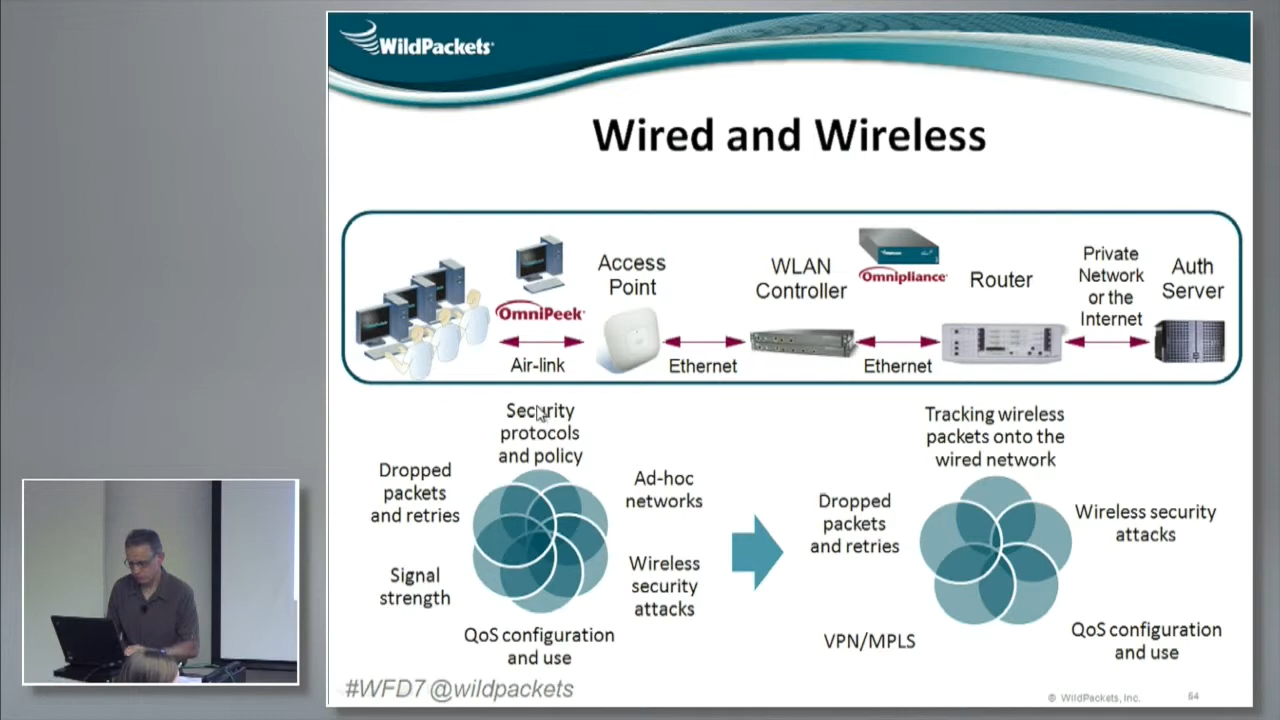 WildPackets
Wired and Wireless
OmniPeek
Air-link
Access
Point
Ethernet
WLAN
Controller
Omnipliance
Ethernet
Router
Private
Network
or the
Internet
Auth
Server
Security
protocols
and policy
Dropped
packets
and retries
Ad-hoc
networks
Signal
strength
Wireless
security
attacks
QoS configuration
and use
Tracking wireless
packets onto the
wired network
Dropped
packets
and retries
Wireless security
attacks
VPN/MPLS
QoS configuration
and use
#WFD7 @wildpackets
© WildPackets, Inc.
54